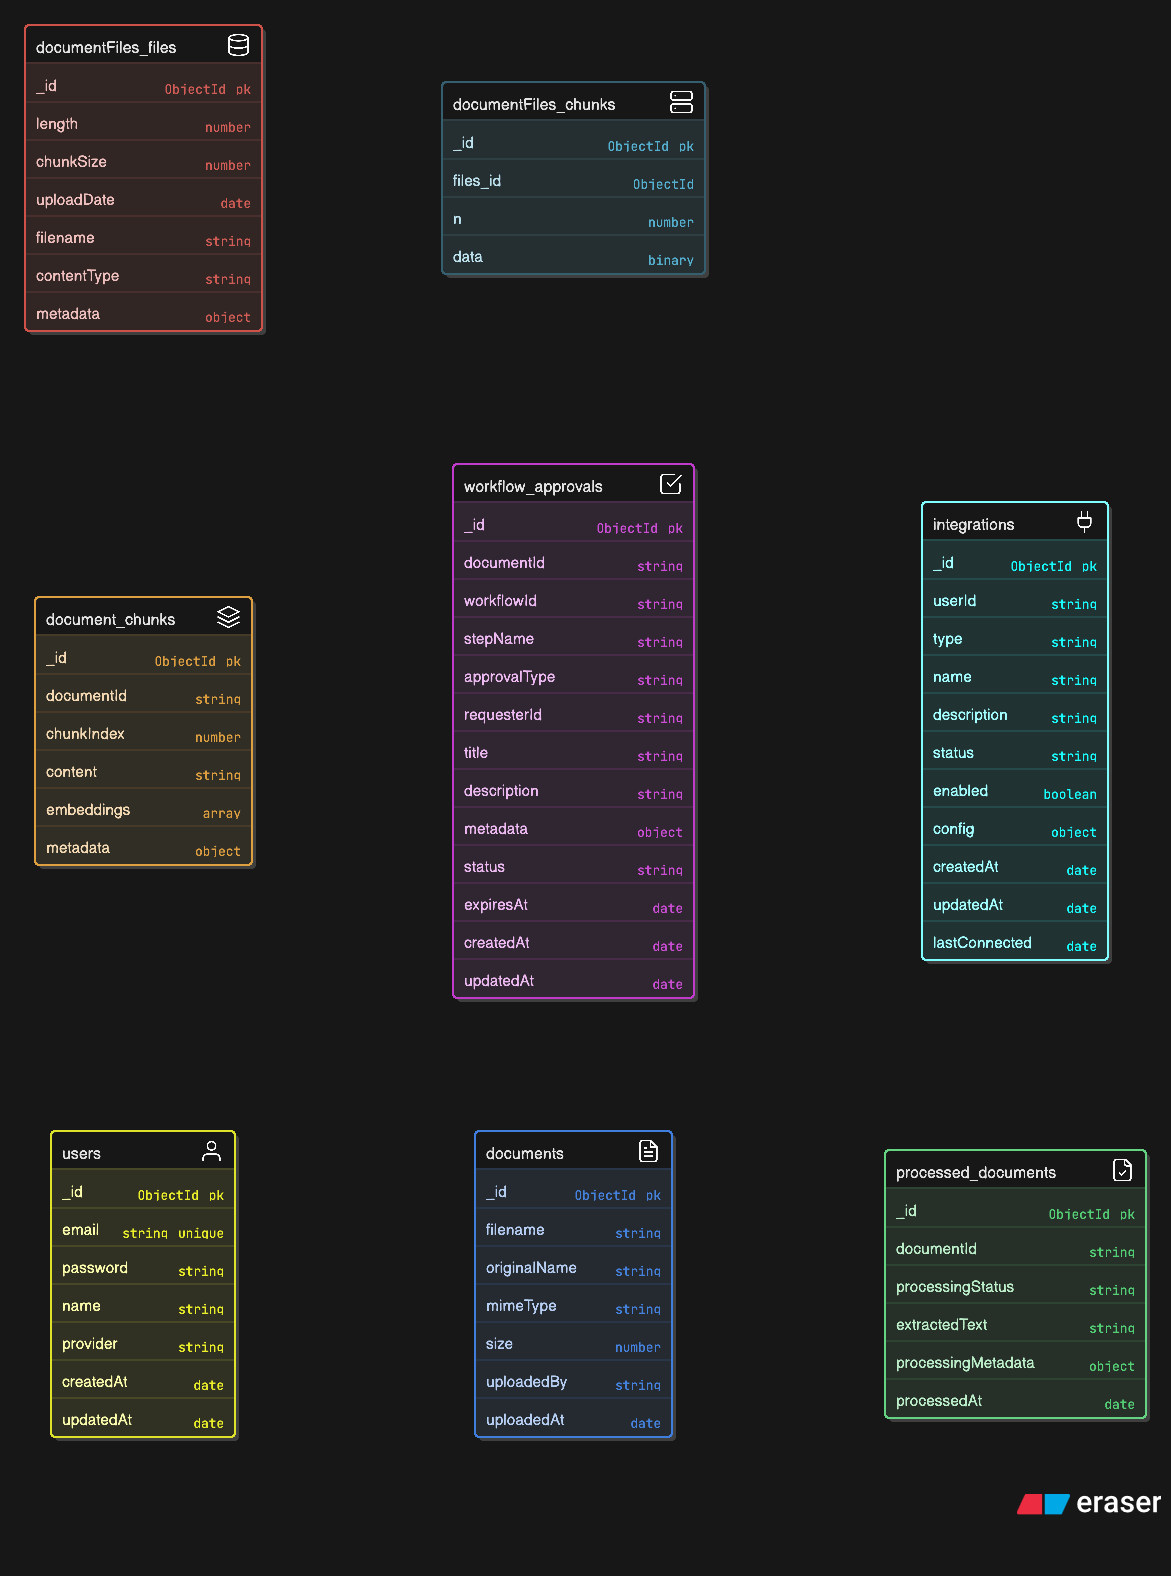 documentFiles_files
_id ObjectId pk
length number
chunkSize number
uploadDate date
filename string
contentType string
metadata object
documentFiles_chunks
_id ObjectId pk
files_id ObjectId
n number
data binary
workflow_approvals
_id ObjectId pk
documentId string
workflowId string
stepName string
approvalType string
requesterId string
title string
description string
metadata object
status string
expiresAt date
createdAt date
updatedAt date
integrations
_id ObjectId pk
userId string
type string
name string
description string
status string
enabled boolean
config object
createdAt date
updatedAt date
lastConnected date
document_chunks
_id ObjectId pk
documentId string
chunkIndex number
content string
embeddings array
metadata object
users
_id ObjectId pk
email string unique
password string
name string
provider string
createdAt date
updatedAt date
documents
_id ObjectId pk
filename string
originalName string
mimeType string
size number
uploadedBy string
uploadedAt date
processed_documents
_id ObjectId pk
documentId string
processingStatus string
extractedText string
processingMetadata object
processedAt date
eraser